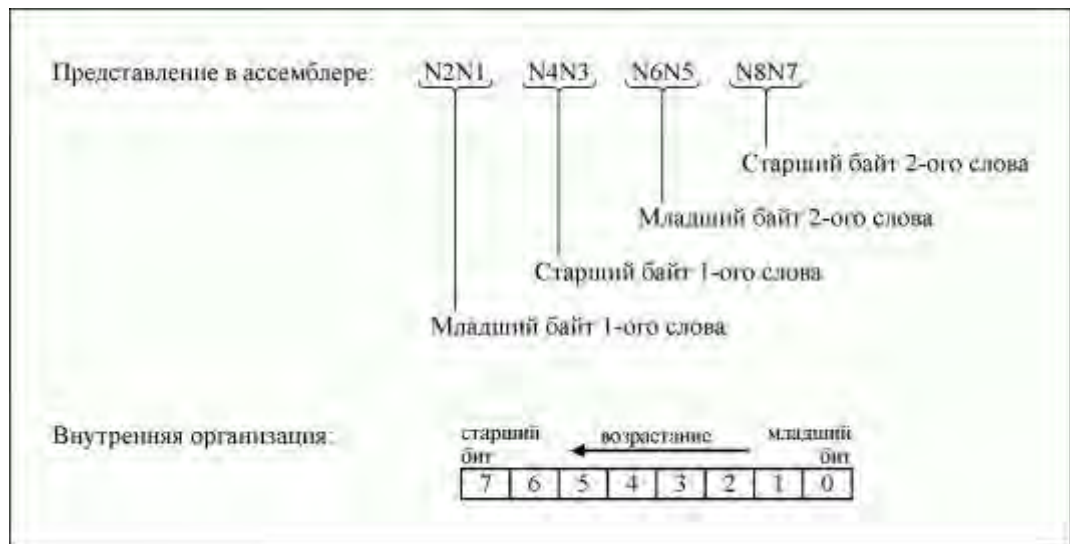 Представление в ассемблере: N2N1 N4N3 N6N5 N8N7
Старший байт 2-ого слова
Младший байт 2-ого слова
Старший байт 1-ого слова
Младший байт 1-ого слова
Внутренняя организация:
старший бит
возрастание
младший бит
7 6 5 4 3 2 1 0